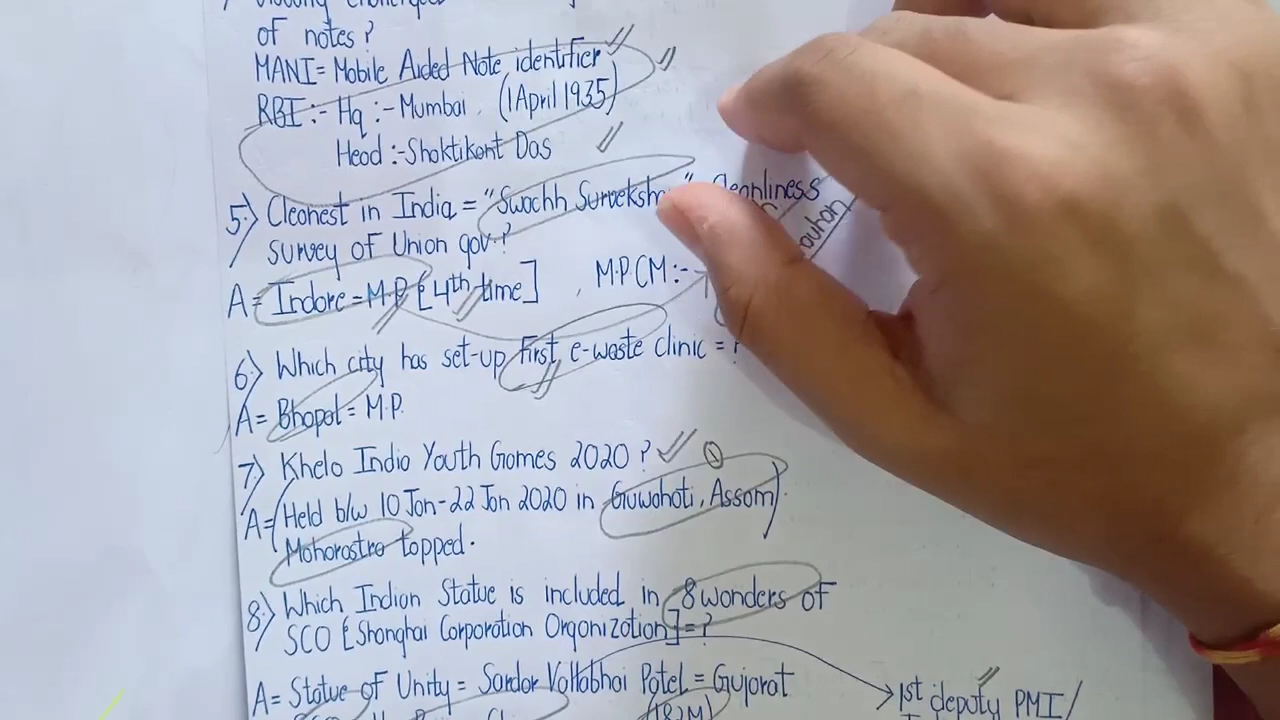 of notes?
MANI = Mobile Aided Note identifier
RBI :- Hq :- Mumbai (1 April 1935)
Head :- Shaktikant Das
5.) Cleanest in India = "Swachh Surveksha " Cleanliness
survey of Union gov.?
A = Indore = M.P. [4th time] , M.P CM :-
6.) Which city has set-up first e-waste clinic = ?
A = Bhopal = M.P.
7.) Khelo India Youth Games 2020 ? 1
A = (Held b/w 10 Jan - 22 Jan 2020 in Guwahati, Assam)
Maharastra topped.
8.) Which Indian Statue is included in 8 wonders of
SCO [Shanghai Corporation Organization] = ?
A = Statue of Unity = Sardar Vallabhai Patel = Gujarat
(182M)
1st deputy PMI/